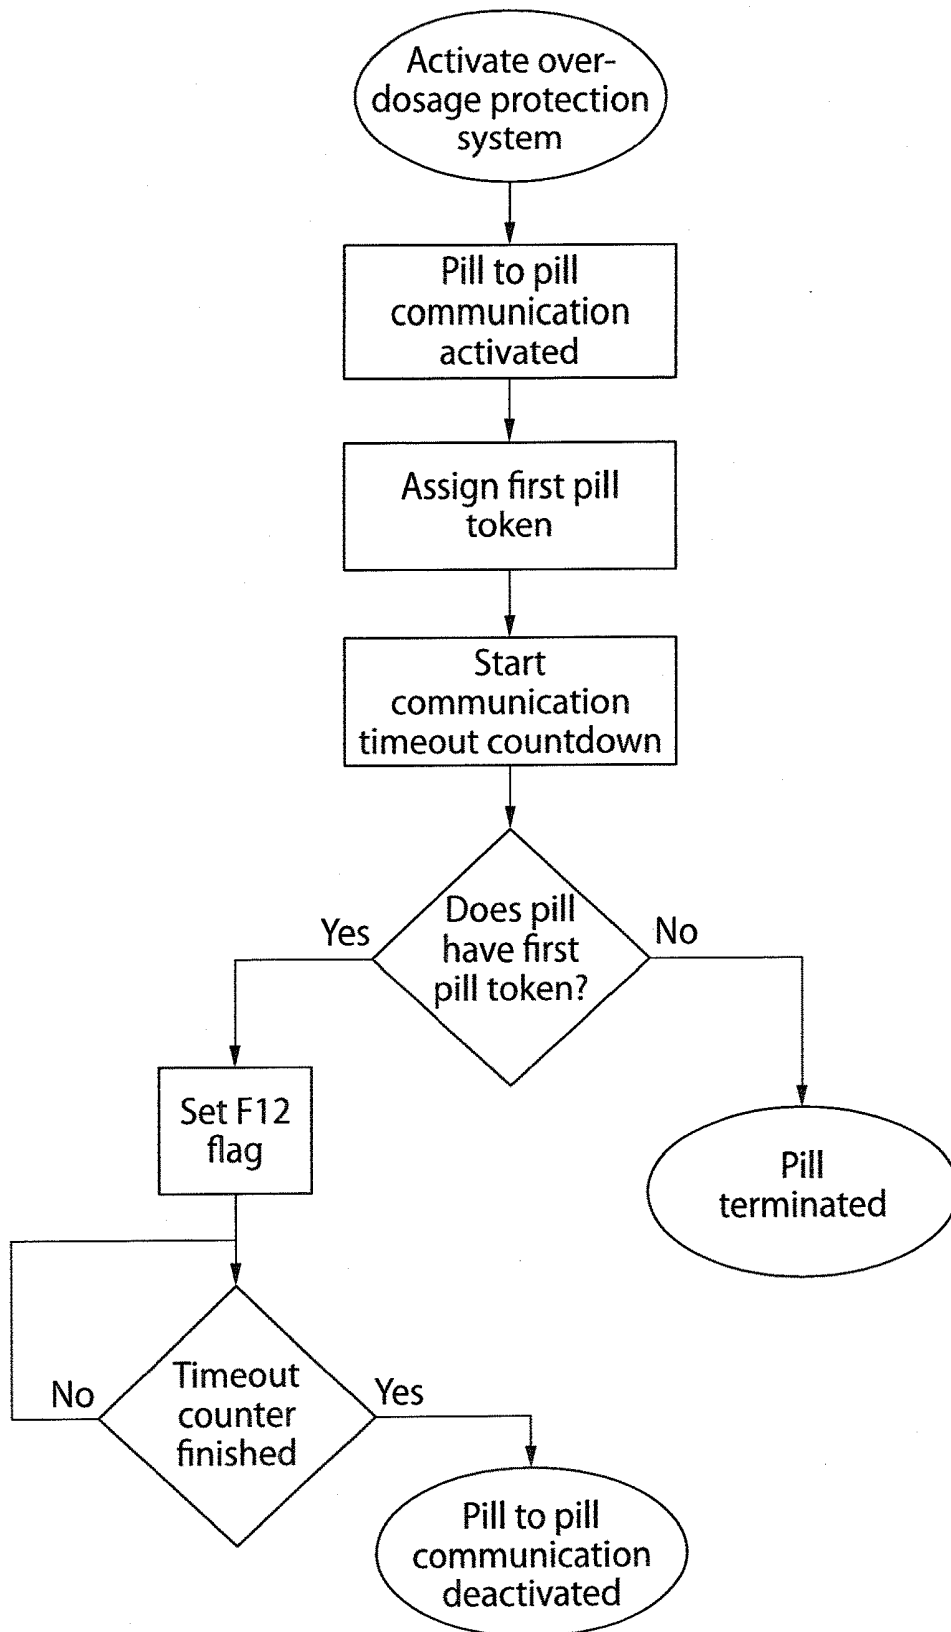 Activate over-
dosage protection
system
Pill to pill
communication
activated
Assign first pill
token
Start
communication
timeout countdown
Does pill
have first
pill token?
Yes
No
Set F12
flag
Pill
terminated
Timeout
counter
finished
No
Yes
Pill to pill
communication
deactivated